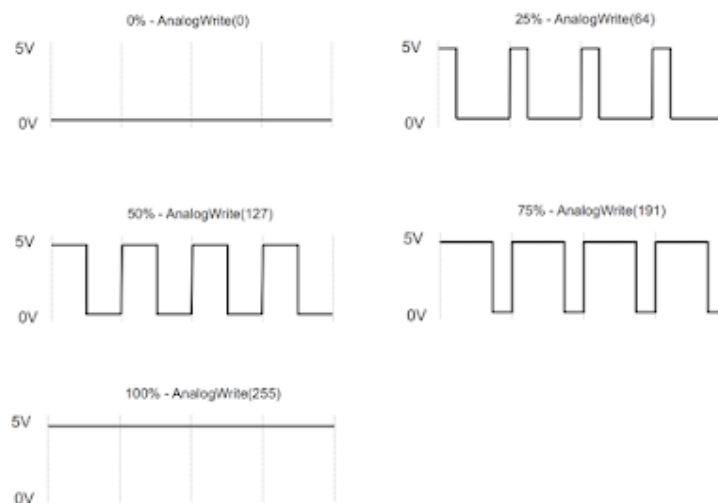 0% - AnalogWrite(0)
5V
0V
25% - AnalogWrite(64)
5V
0V
50% - AnalogWrite(127)
5V
0V
75% - AnalogWrite(191)
5V
0V
100% - AnalogWrite(255)
5V
0V